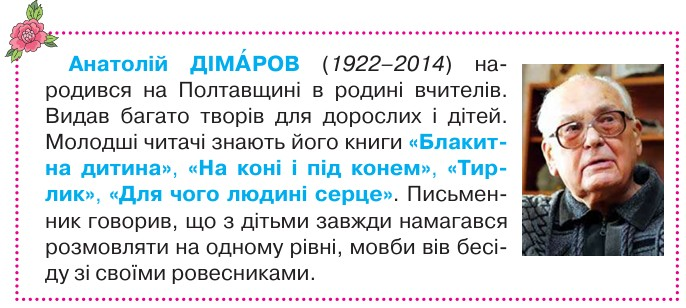 Анатолій ДІМА́РОВ (1922–2014) на-
родився на Полтавщині в родині вчителів.
Видав багато творів для дорослих і дітей.
Молодші читачі знають його книги «Блакит-
на дитина», «На коні і під конем», «Тир-
лик», «Для чого людині серце». Письмен-
ник говорив, що з дітьми завжди намагався
розмовляти на одному рівні, мовби вів бесі-
ду зі своїми ровесниками.